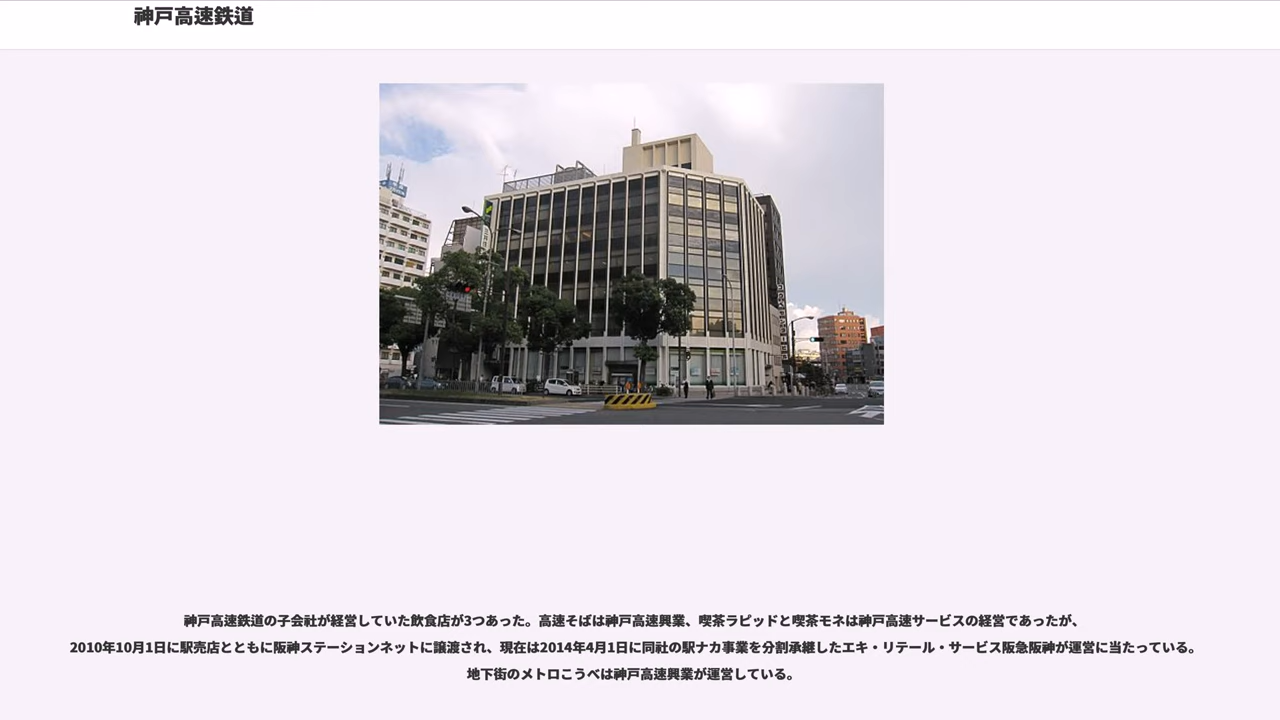 神戸高速鉄道
神戸高速鉄道の子会社が経営していた飲食店が3つあった。高速そばは神戸高速興業、喫茶ラピッドと喫茶モネは神戸高速サービスの経営であったが、
2010年10月1日に駅売店とともに阪神ステーションネットに譲渡され、現在は2014年4月1日に同社の駅ナカ事業を分割承継したエキ・リテール・サービス阪急阪神が運営に当たっている。
地下街のメトロこうべは神戸高速興業が運営している。